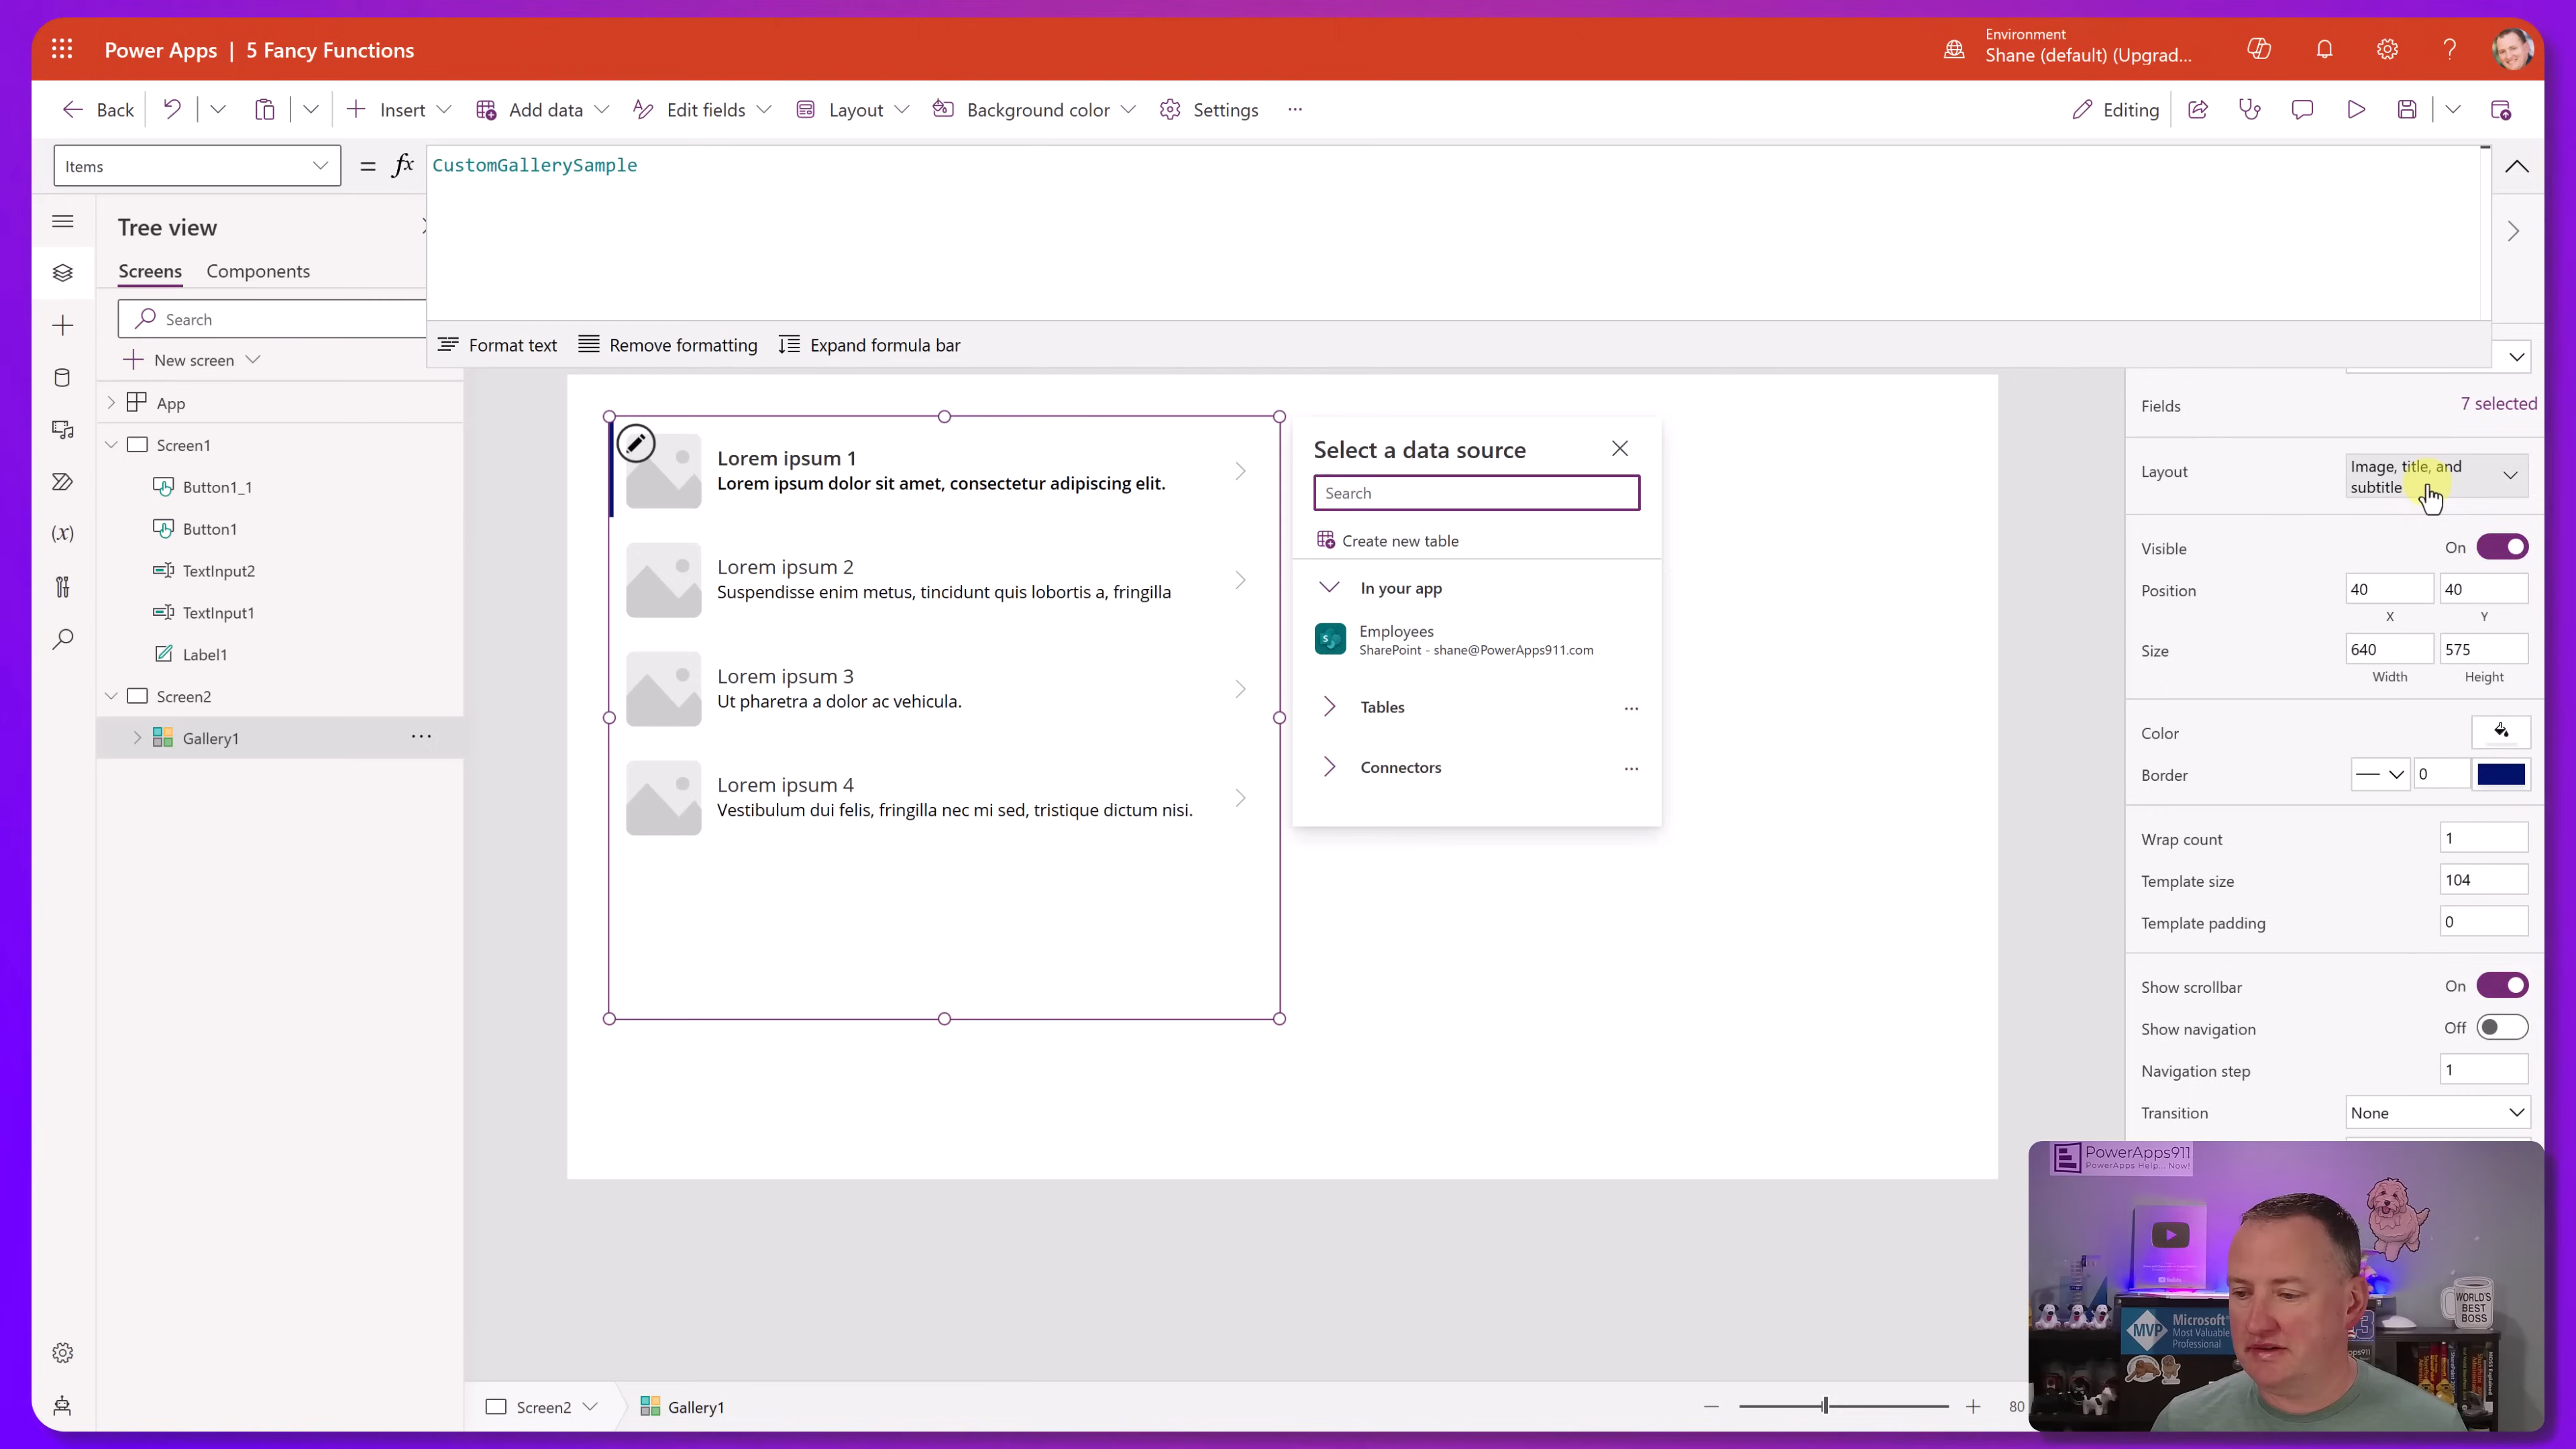 Power Apps | 5 Fancy Functions
Environment
Shane (default) (Upgrad...
Back
Insert
Add data
Edit fields
Layout
Background color
Settings
Editing
Items
= fx
CustomGallerySample
Format text
Remove formatting
Expand formula bar
Tree view
Screens
Components
Search
New screen
App
Screen1
Button1_1
Button1
TextInput2
TextInput1
Label1
Screen2
Gallery1
Lorem ipsum 1
Lorem ipsum dolor sit amet, consectetur adipiscing elit.
Lorem ipsum 2
Suspendisse enim metus, tincidunt quis lobortis a, fringilla
Lorem ipsum 3
Ut pharetra a dolor ac vehicula.
Lorem ipsum 4
Vestibulum dui felis, fringilla nec mi sed, tristique dictum nisi.
Select a data source
Search
Create new table
In your app
Employees
SharePoint - shane@PowerApps911.com
Tables
Connectors
Fields
7 selected
Layout
Image, title, and
subtitle
Visible
On
Position
40
40
X
Y
Size
640
575
Width
Height
Color
Border
0
Wrap count
1
Template size
104
Template padding
0
Show scrollbar
On
Show navigation
Off
Navigation step
1
Transition
None
PowerApps911
PowerApps Help... Now!
WORLD'S
BEST
BOSS
MVP
Microsoft
Most Valuable
Professional
Screen2
Gallery1
80